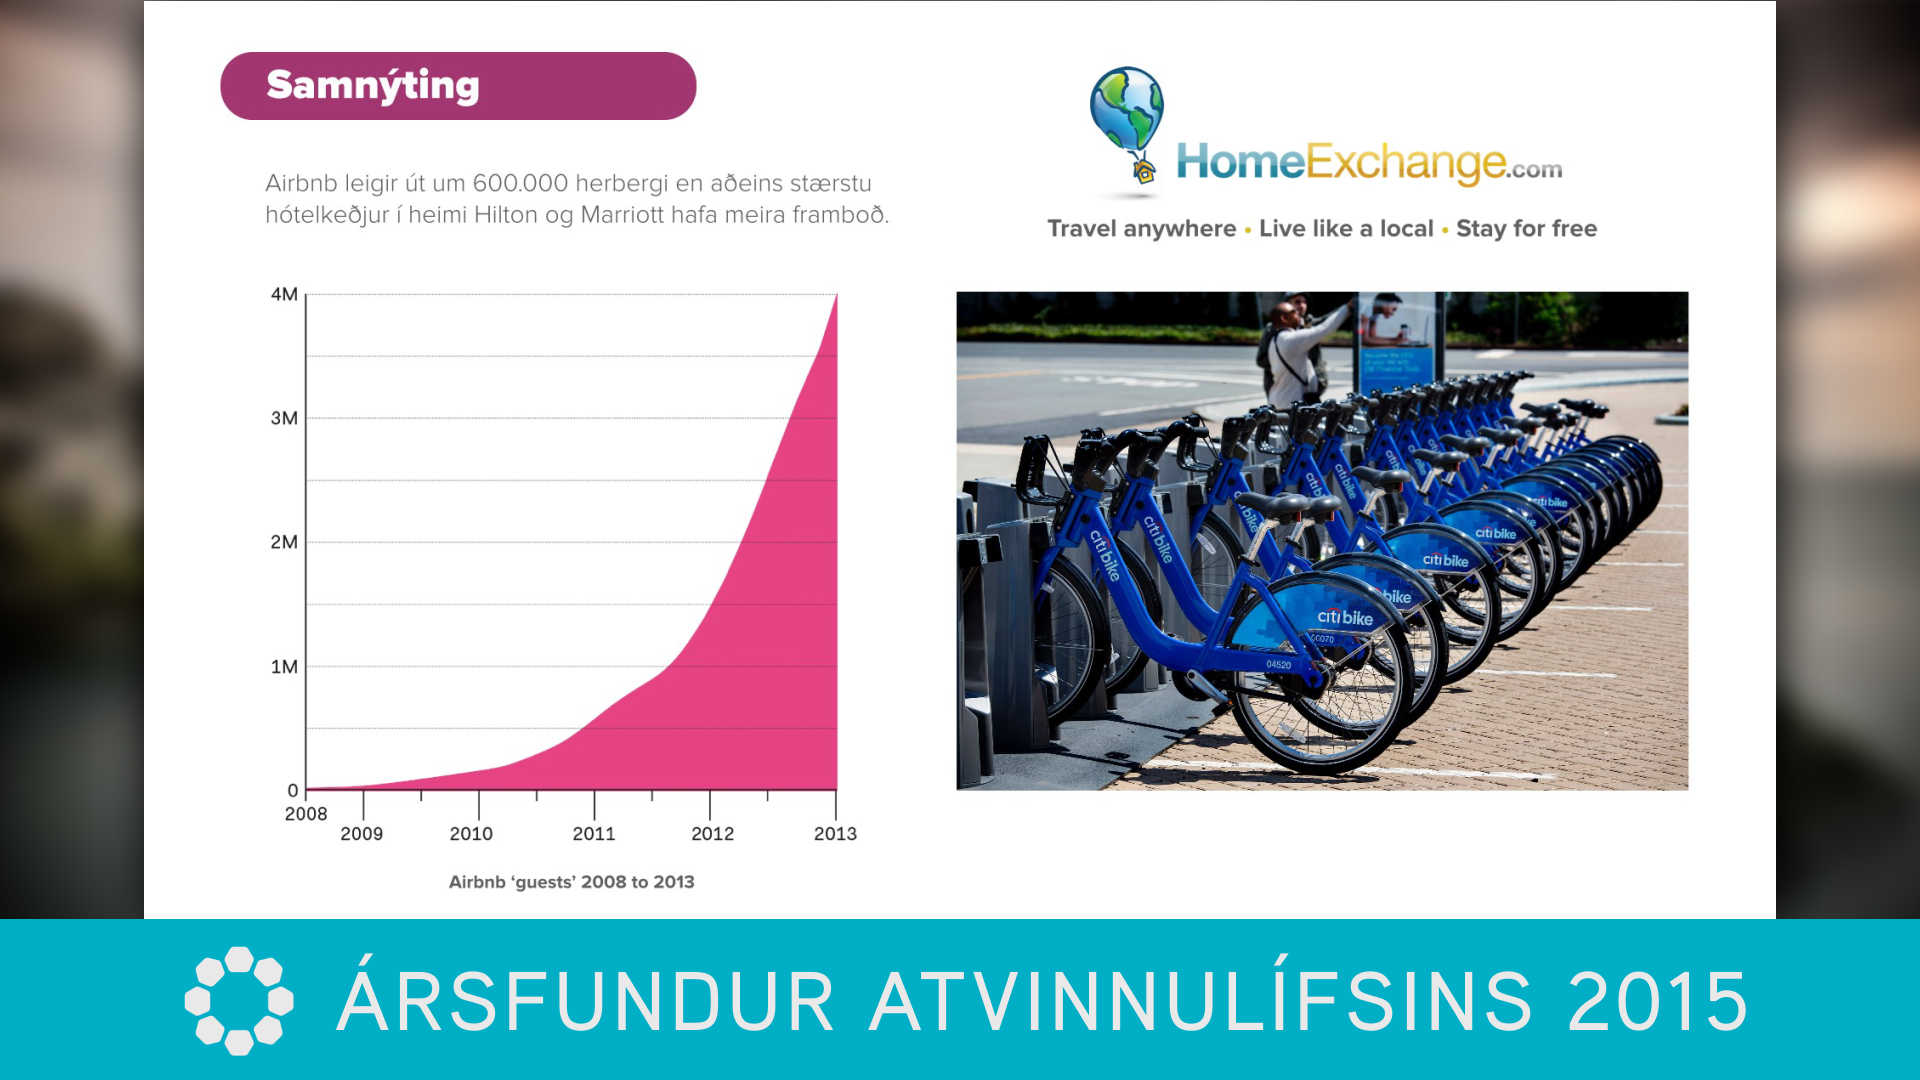 Samnýting
Airbnb leigir út um 600.000 herbergi en aðeins stærstu
hótelkeðjur í heimi Hilton og Marriott hafa meira framboð.
4M
3M
2M
1M
0
2008
2009
2010
2011
2012
2013
Airbnb ‘guests’ 2008 to 2013
HomeExchange.com
Travel anywhere • Live like a local • Stay for free
citi bike
citi bike
citi bike
citi bike
citi bike
bike
citi bike
04520
ÁRSFUNDUR ATVINNULÍFSINS 2015